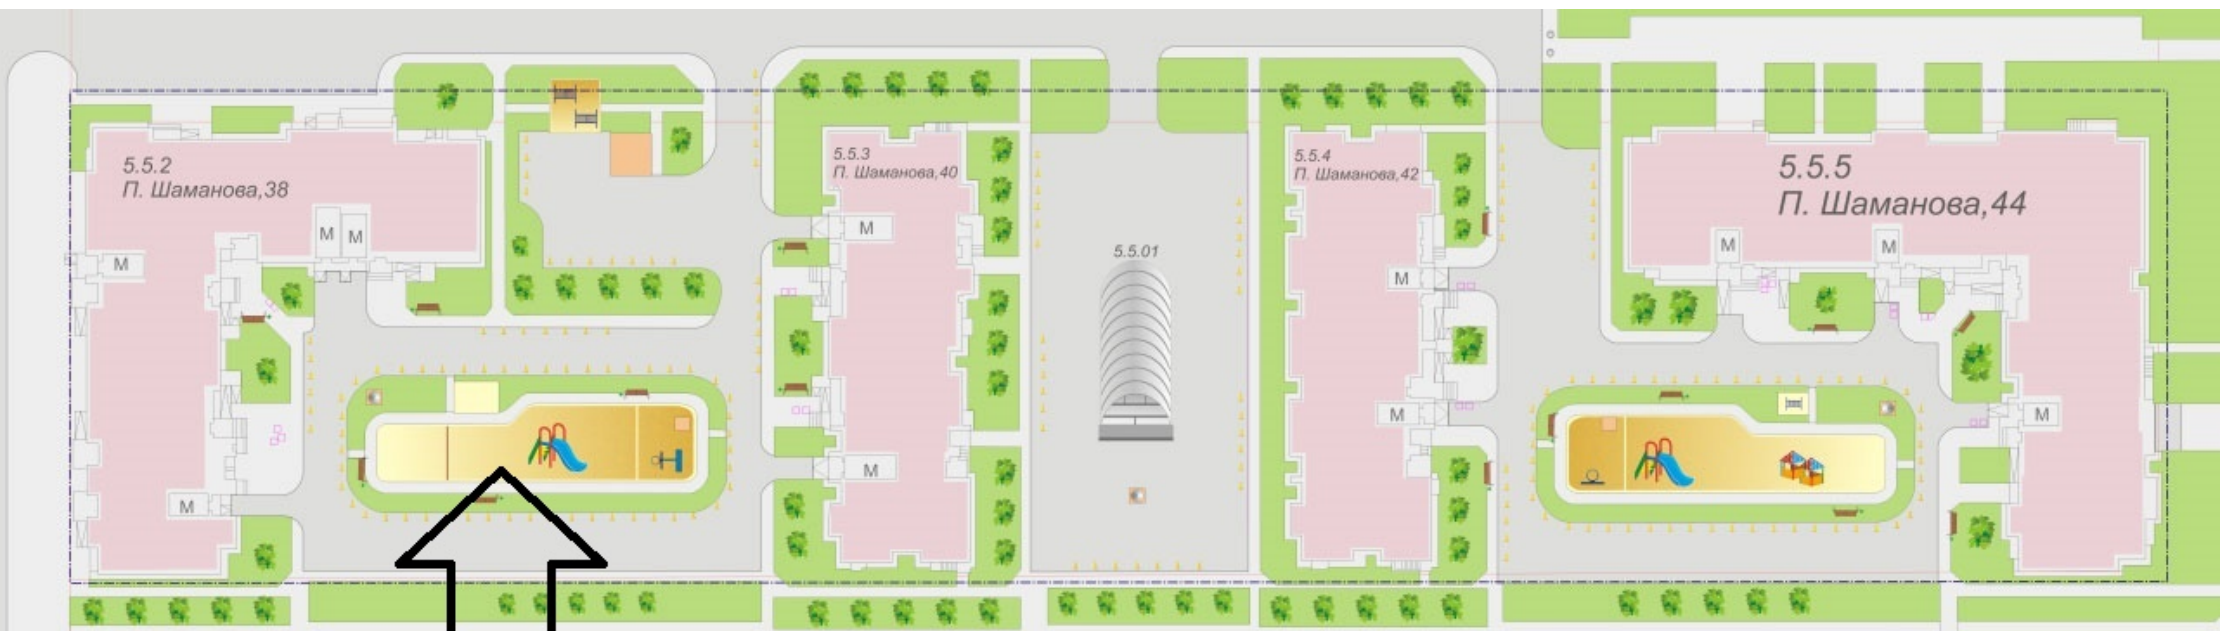 5.5.2
П. Шаманова,38
М
М
М
М
5.5.3
П. Шаманова,40
М
М
5.5.01
5.5.4
П. Шаманова,42
М
М
5.5.5
П. Шаманова,44
М
М
М